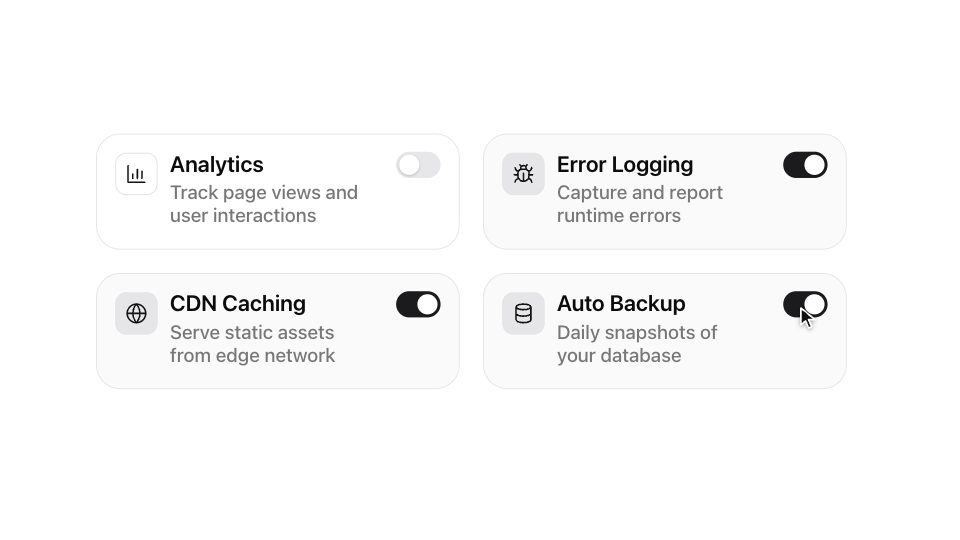 Analytics
Track page views and
user interactions
Error Logging
Capture and report
runtime errors
CDN Caching
Serve static assets
from edge network
Auto Backup
Daily snapshots of
your database